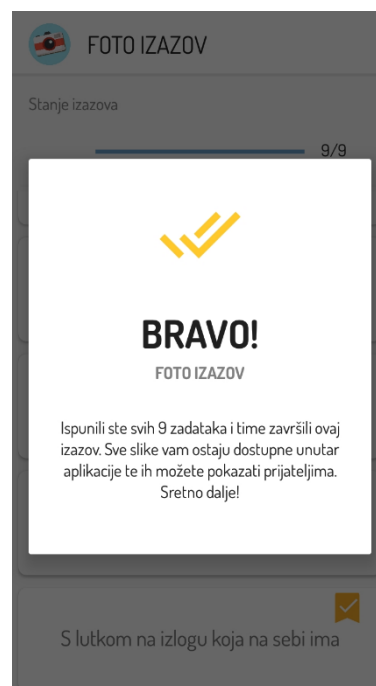 FOTO IZAZOV
Stanje izazova
9/9
BRAVO!
FOTO IZAZOV
Ispunili ste svih 9 zadataka i time završili ovaj
izazov. Sve slike vam ostaju dostupne unutar
aplikacije te ih možete pokazati prijateljima.
Sretno dalje!
S lutkom na izlogu koja na sebi ima